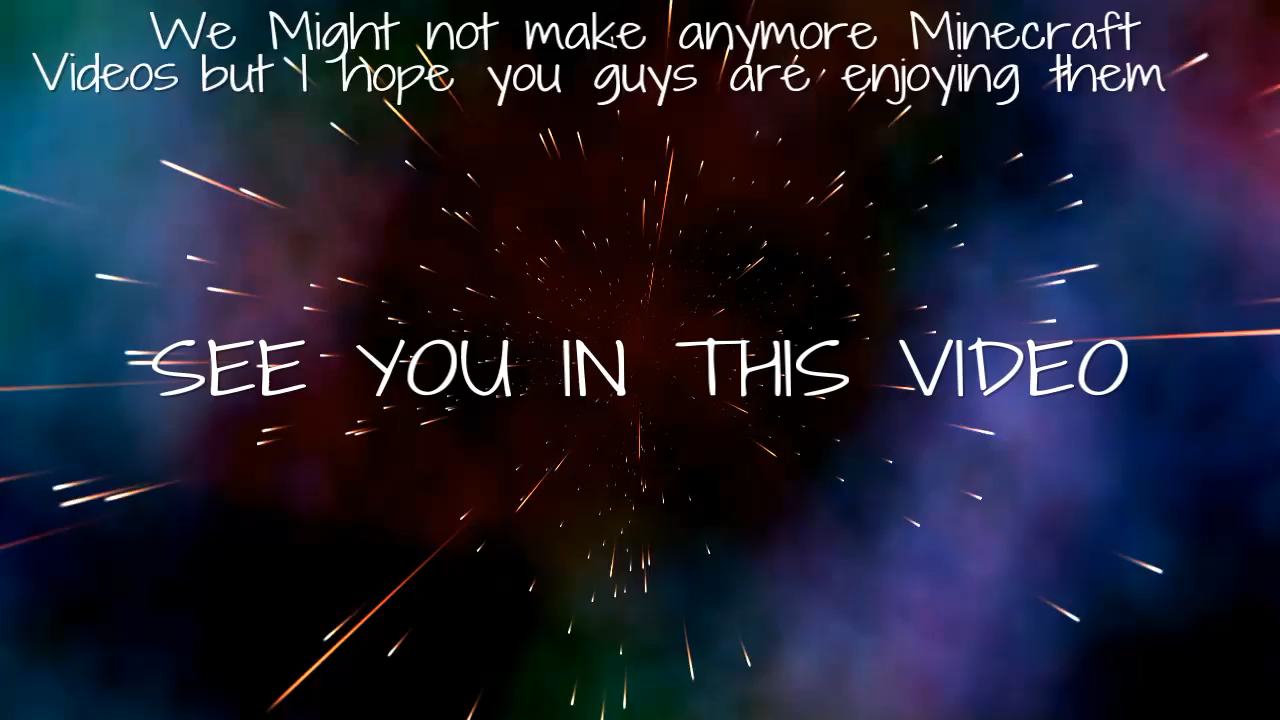 We Might not make anymore Minecraft
Videos but I hope you guys are enjoying them
SEE YOU IN THIS VIDEO